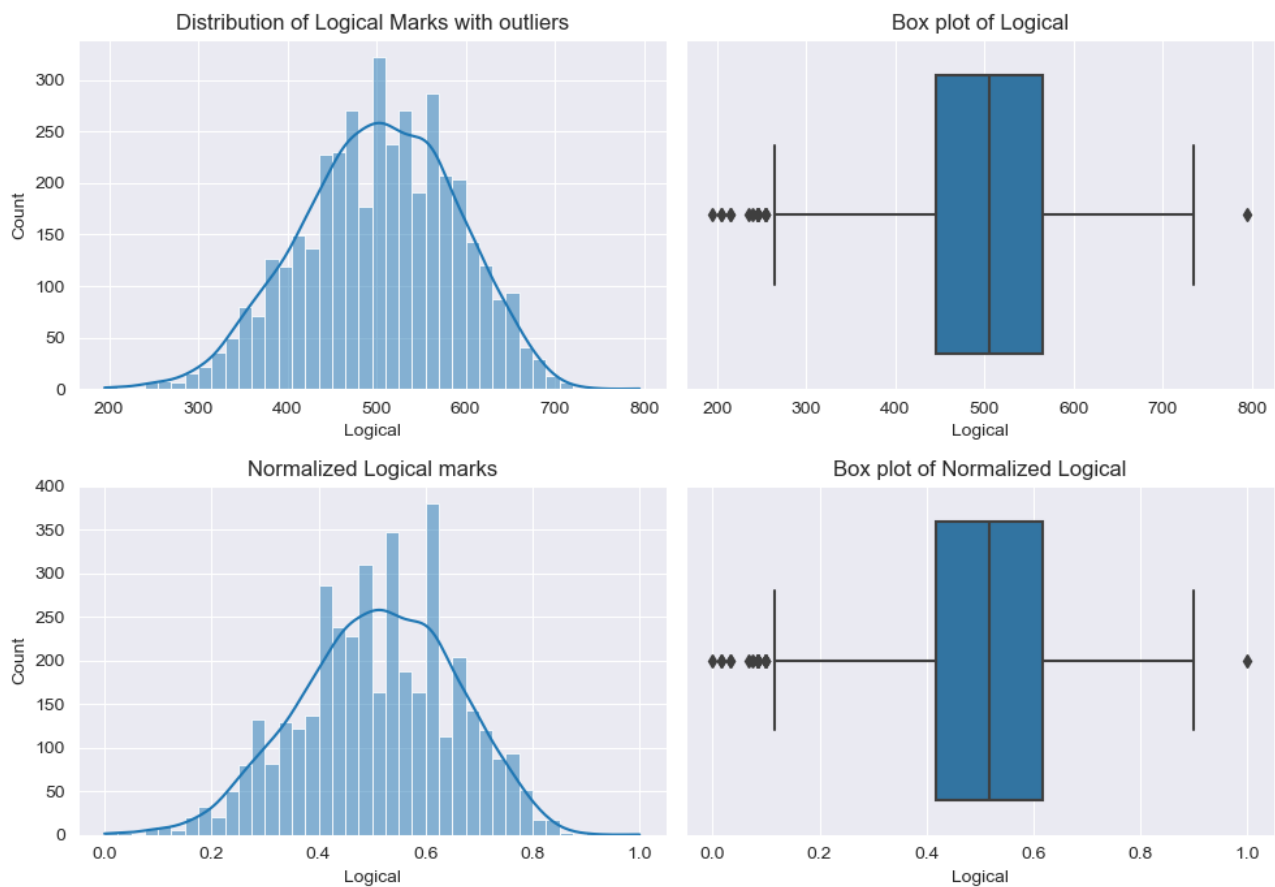 Distribution of Logical Marks with outliers
300
250
200
150
100
50
0
Count
200 300 400 500 600 700 800
Logical
Box plot of Logical
200 300 400 500 600 700 800
Logical
Normalized Logical marks
400
350
300
250
200
150
100
50
0
Count
0.0 0.2 0.4 0.6 0.8 1.0
Logical
Box plot of Normalized Logical
0.0 0.2 0.4 0.6 0.8 1.0
Logical